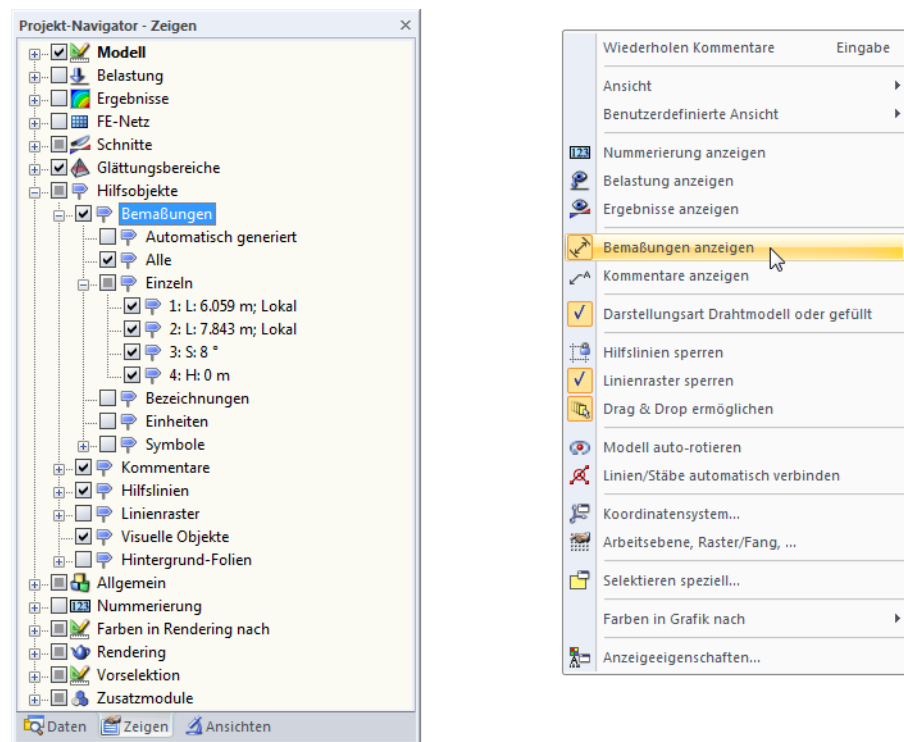 Projekt-Navigator - Zeigen
Modell
Belastung
Ergebnisse
FE-Netz
Schnitte
Glättungsbereiche
Hilfsobjekte
Bemaßungen
Automatisch generiert
Alle
Einzeln
1: L: 6.059 m; Lokal
2: L: 7.843 m; Lokal
3: S: 8 °
4: H: 0 m
Bezeichnungen
Einheiten
Symbole
Kommentare
Hilfslinien
Linienraster
Visuelle Objekte
Hintergrund-Folien
Allgemein
123 Nummerierung
Farben in Rendering nach
Rendering
Vorselektion
Zusatzmodule
Daten Zeigen Ansichten
Wiederholen Kommentare Eingabe
Ansicht
Benutzerdefinierte Ansicht
123 Nummerierung anzeigen
Belastung anzeigen
Ergebnisse anzeigen
Bemaßungen anzeigen
A Kommentare anzeigen
Darstellungsart Drahtmodell oder gefüllt
Hilfslinien sperren
Linienraster sperren
Drag & Drop ermöglichen
Modell auto-rotieren
Linien/Stäbe automatisch verbinden
Koordinatensystem...
Arbeitsebene, Raster/Fang, ...
Selektieren speziell...
Farben in Grafik nach
A Anzeigeeigenschaften...